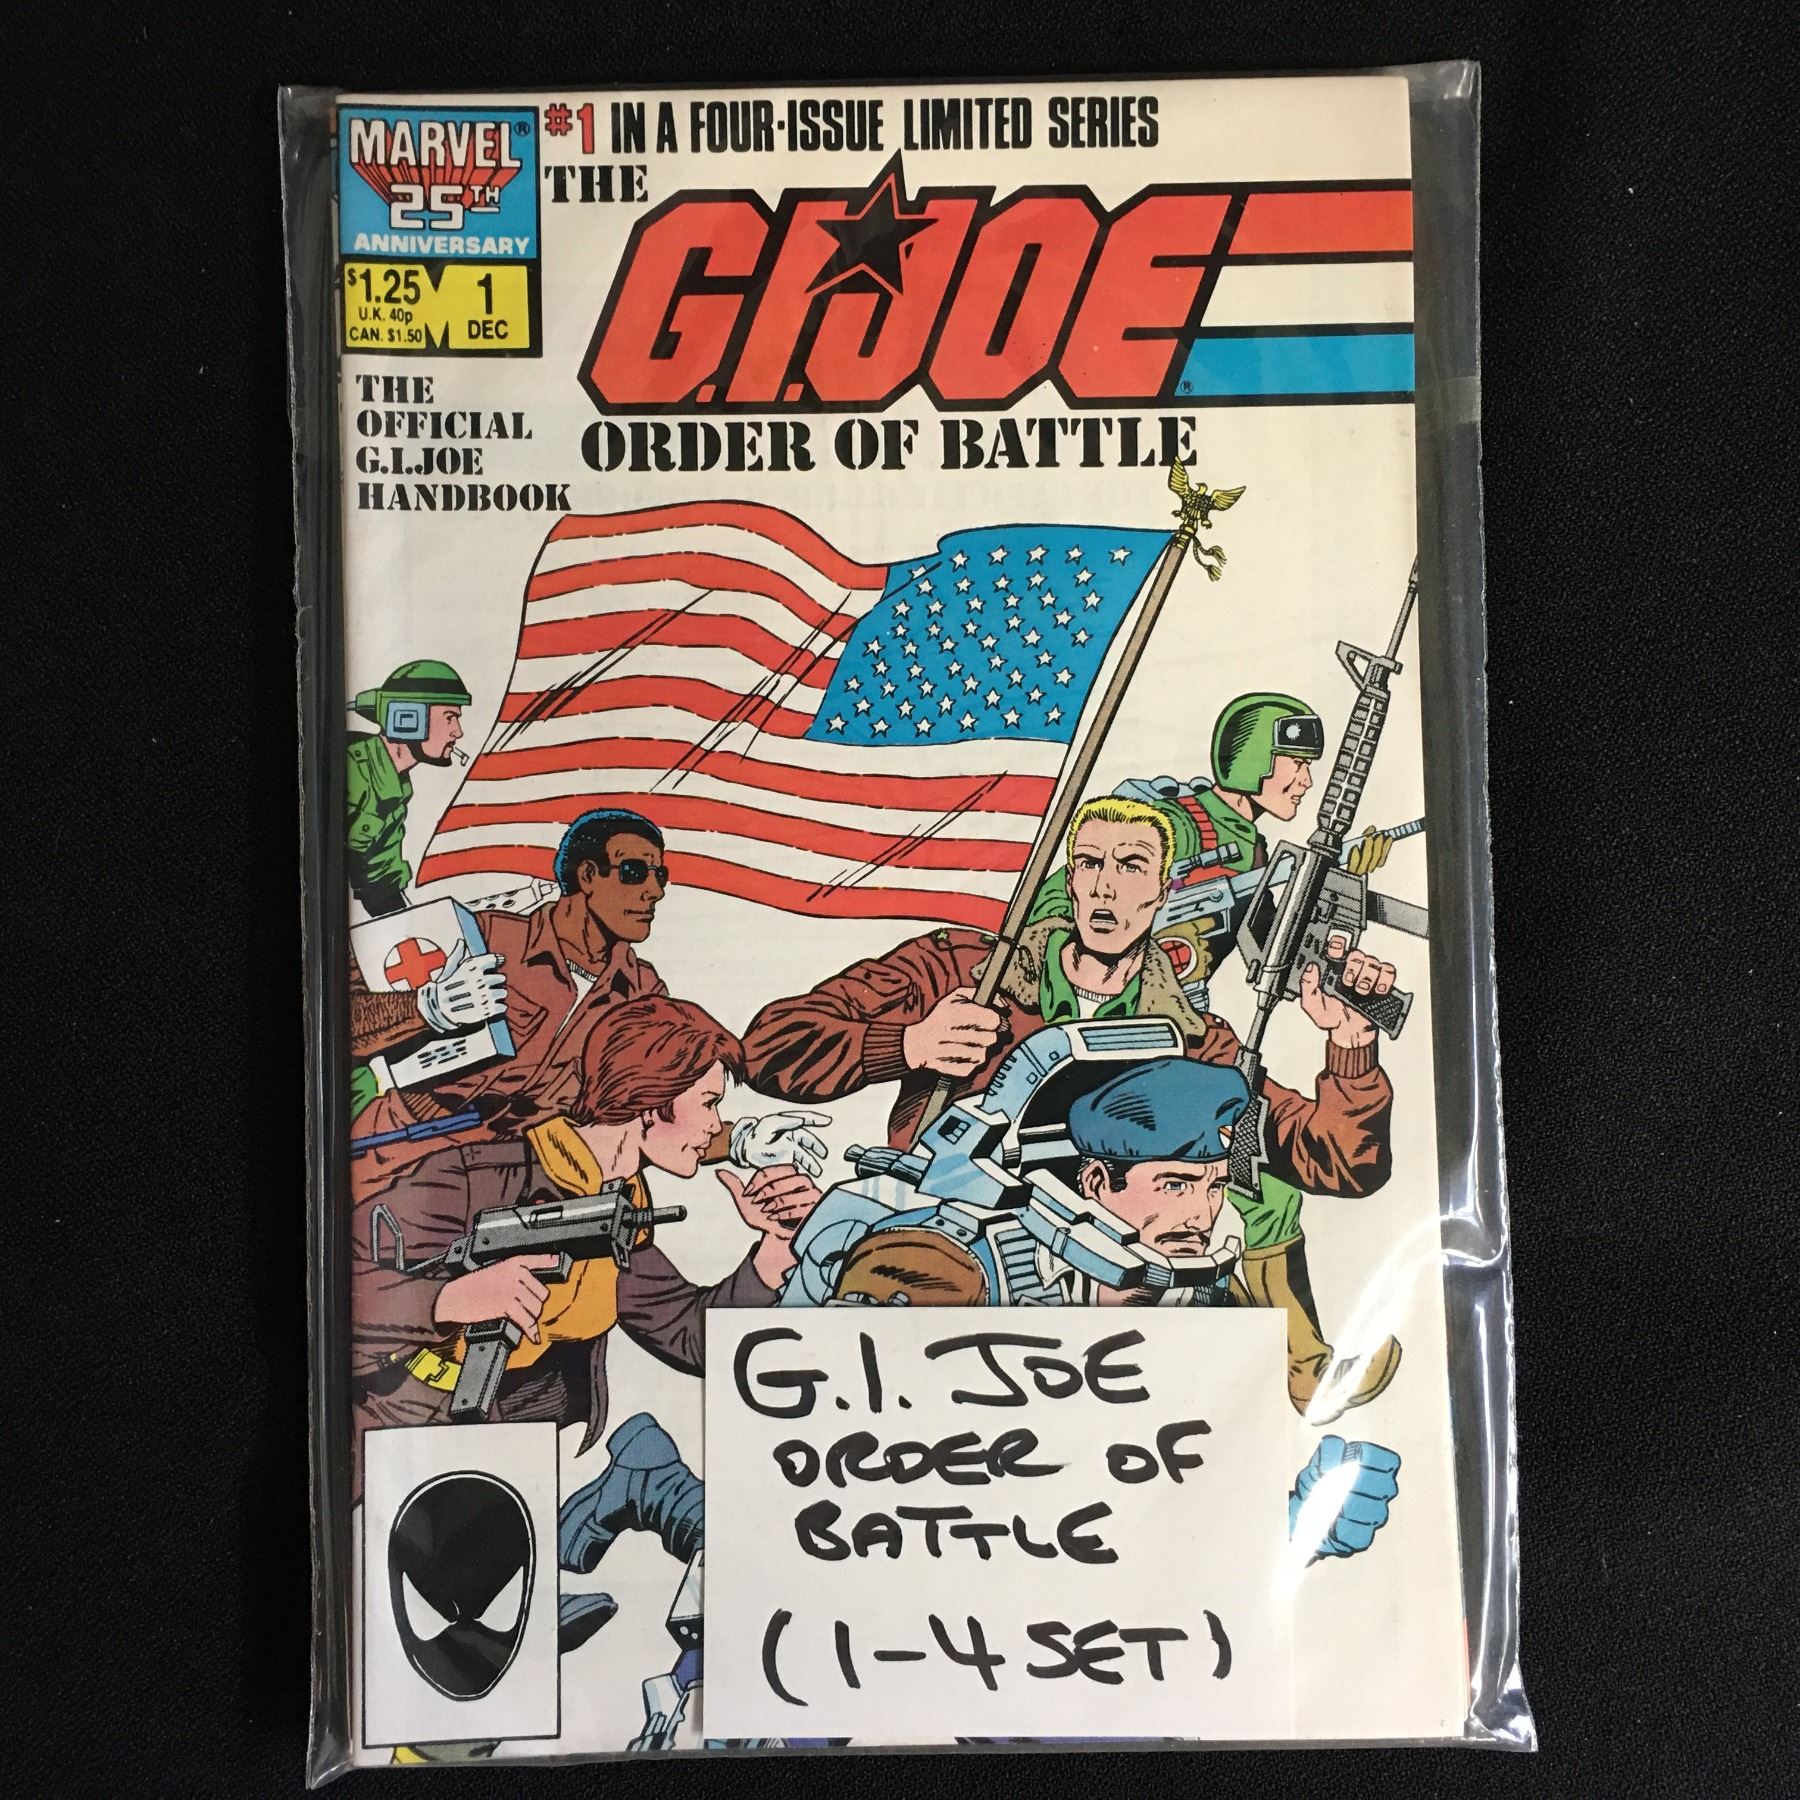 #1 IN A FOUR-ISSUE LIMITED SERIES
MARVEL®
25TH
ANNIVERSARY
$1.25
U.K. 40p
CAN. $1.50
1
DEC
THE
G.I. JOE ®
ORDER OF BATTLE
THE
OFFICIAL
G.I. JOE
HANDBOOK
G.I. JOE
ORDER OF
BATTLE
(1-4 SET)